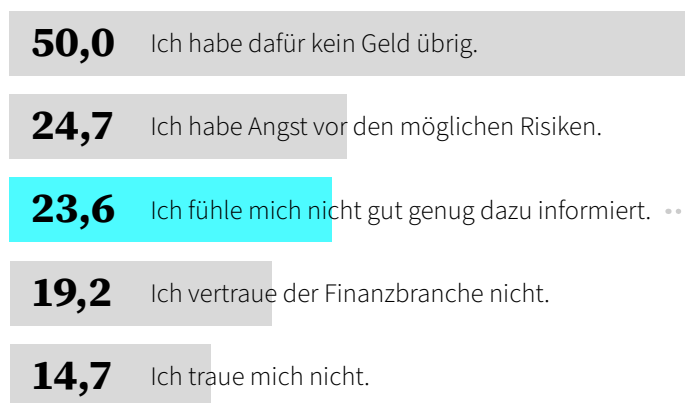 50,0 Ich habe dafür kein Geld übrig.
24,7 Ich habe Angst vor den möglichen Risiken.
23,6 Ich fühle mich nicht gut genug dazu informiert.
19,2 Ich vertraue der Finanzbranche nicht.
14,7 Ich traue mich nicht.